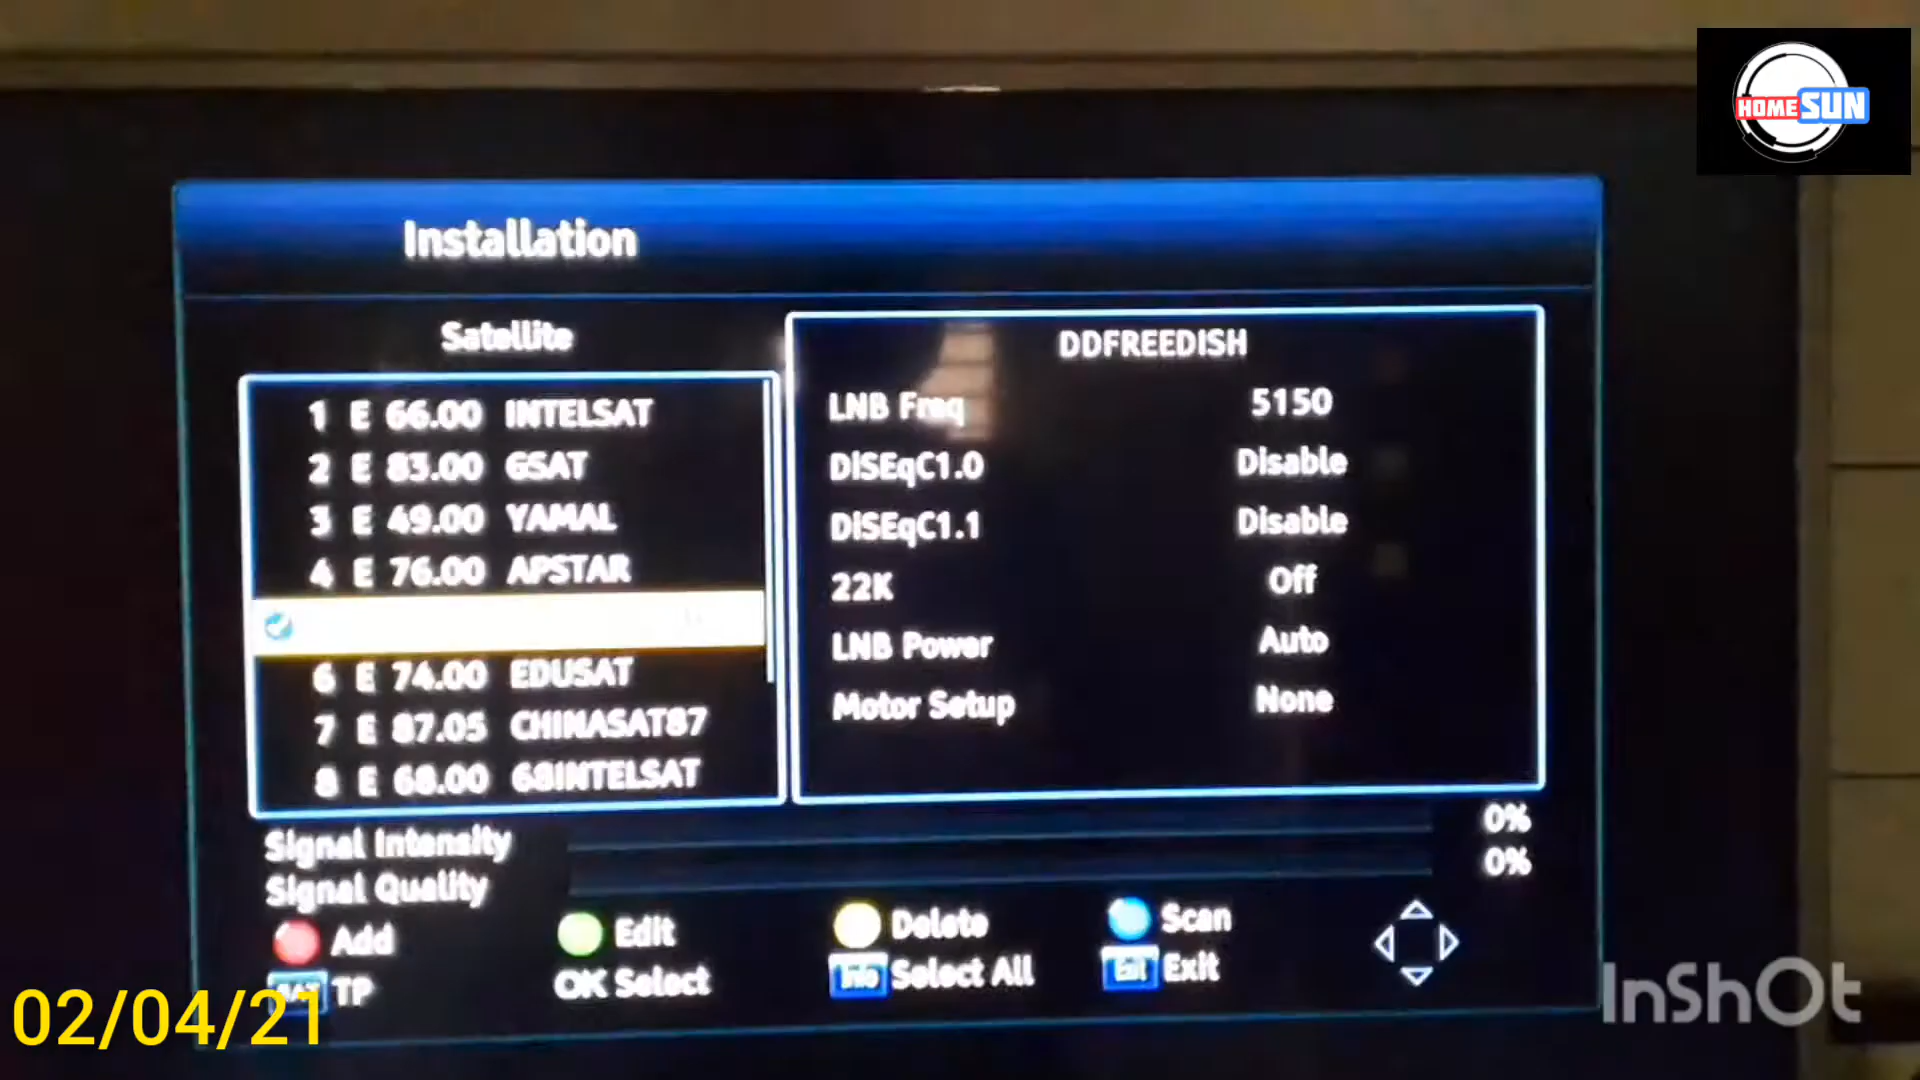 HOME SUN
Installation
Satellite
1 E 66.00 INTELSAT
2 E 83.00 GSAT
3 E 49.00 YAMAL
4 E 76.00 APSTAR
6 E 74.00 EDUSAT
7 E 87.05 CHINASAT87
8 E 68.00 68INTELSAT
DDFREEDISH
LNB Freq 5150
DiSEqC1.0 Disable
DiSEqC1.1 Disable
22K Off
LNB Power Auto
Motor Setup None
Signal Intensity 0%
Signal Quality 0%
Add Edit Delete Scan
TP OK Select Info Select All Exit Exit
02/04/21
InShOt